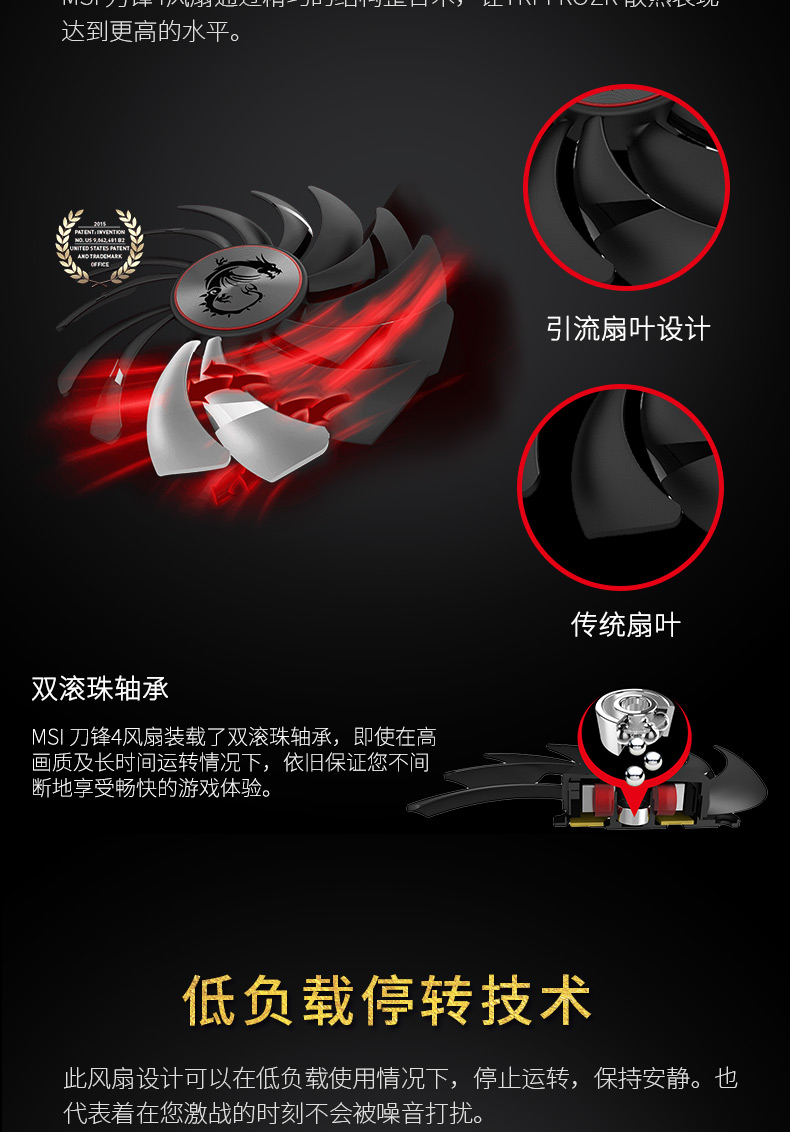 达到更高的水平。
2015
PATENT: INVENTION
NO. US 9,062,681 B2
UNITED STATES PATENT
AND TRADEMARK
OFFICE
引流扇叶设计
传统扇叶
双滚珠轴承
MSI 刀锋4风扇装载了双滚珠轴承，即使在高
画质及长时间运转情况下，依旧保证您不间
断地享受畅快的游戏体验。
低负载停转技术
此风扇设计可以在低负载使用情况下，停止运转，保持安静。也
代表着在您激战的时刻不会被噪音打扰。